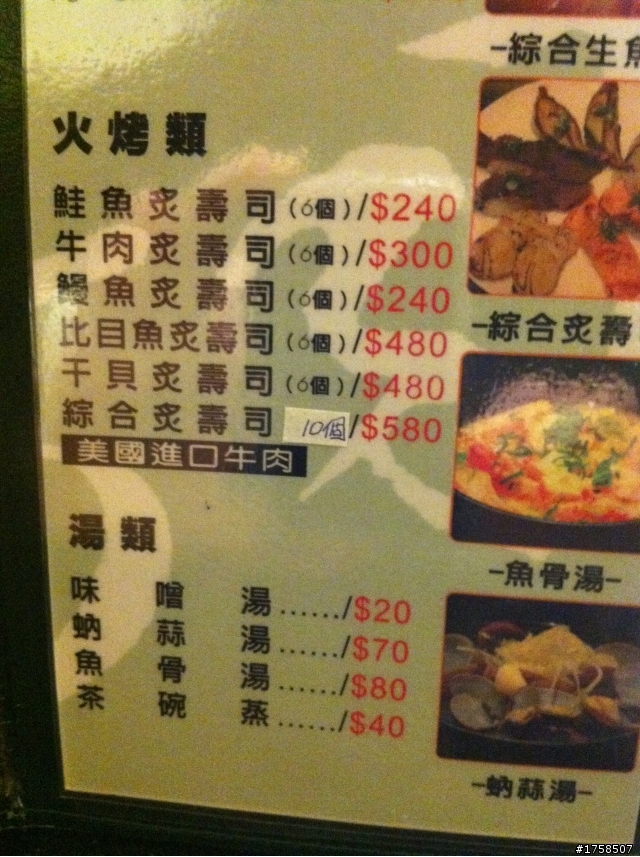 -綜合生魚
火烤類
鮭魚炙壽司(6個)/$240
牛肉炙壽司(6個)/$300
鰻魚炙壽司(6個)/$240
比目魚炙壽司(6個)/$480
干貝炙壽司(6個)/$480
綜合炙壽司 10個/$580
美國進口牛肉
-綜合炙壽
湯類
味噌湯....../$20
蚋蒜湯....../$70
魚骨湯....../$80
茶碗蒸....../$40
-魚骨湯-
-蚋蒜湯-
#1758507